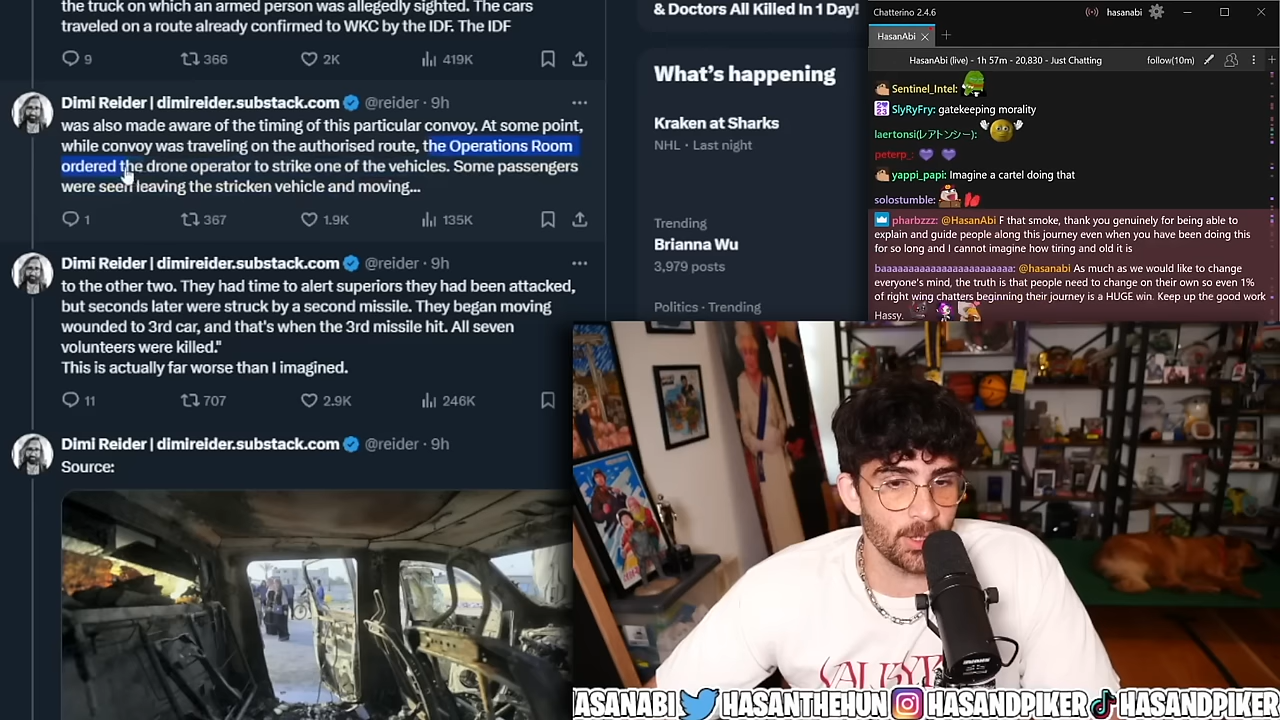 the truck on which an armed person was allegedly sighted. The cars
traveled on a route already confirmed to WKC by the IDF. The IDF
9 366 2K 419K
Dimi Reider | dimireider.substack.com @reider · 9h
was also made aware of the timing of this particular convoy. At some point,
while convoy was traveling on the authorised route, the Operations Room
ordered the drone operator to strike one of the vehicles. Some passengers
were seen leaving the stricken vehicle and moving...
1 367 1.9K 135K
Dimi Reider | dimireider.substack.com @reider · 9h
to the other two. They had time to alert superiors they had been attacked,
but seconds later were struck by a second missile. They began moving
wounded to 3rd car, and that's when the 3rd missile hit. All seven
volunteers were killed."
This is actually far worse than I imagined.
11 707 2.9K 246K
Dimi Reider | dimireider.substack.com @reider · 9h
Source:
& Doctors All Killed In 1 Day!
What's happening
Kraken at Sharks
NHL · Last night
Trending
Brianna Wu
3,979 posts
Politics · Trending
Chatterino 2.4.6
hasanabi
HasanAbi
HasanAbi (live) - 1h 57m - 20,830 - Just Chatting
follow(10m)
Sentinel_Intel:
SlyRyFry: gatekeeping morality
laertonsi(レアトンシー):
peterp_:
yappi_papi: Imagine a cartel doing that
solostumble:
pharbzzz: @HasanAbi F that smoke, thank you genuinely for being able to
explain and guide people along this journey even when you have been doing this
for so long and I cannot imagine how tiring and old it is
baaaaaaaaaaaaaaaaaaaaaaaa: @hasanabi As much as we would like to change
everyone's mind, the truth is that people need to change on their own so even 1%
of right wing chatters beginning their journey is a HUGE win. Keep up the good work
Hassy.
ASANABI HASANTHEHUN HASANDPIKER HASANDPIKER